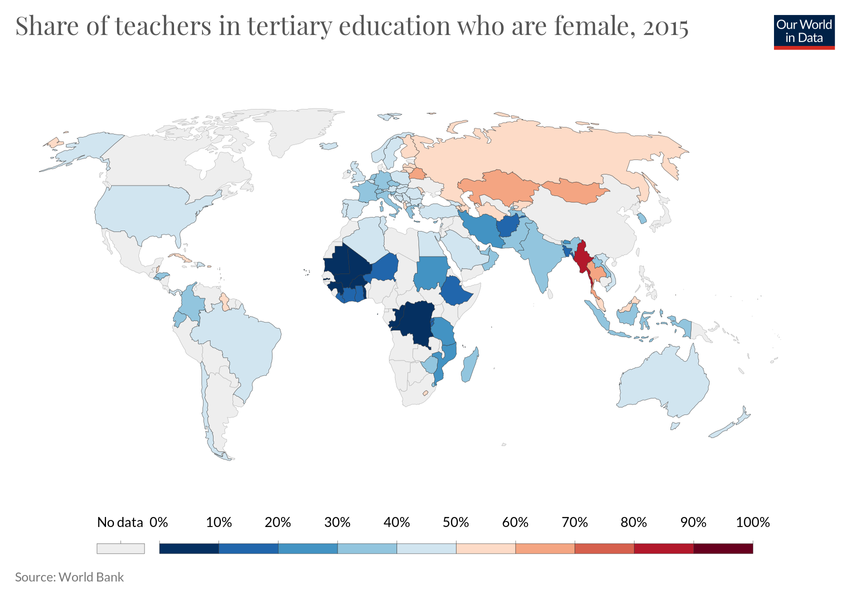 Share of teachers in tertiary education who are female, 2015
Our World
in Data
No data 0% 10% 20% 30% 40% 50% 60% 70% 80% 90% 100%
Source: World Bank